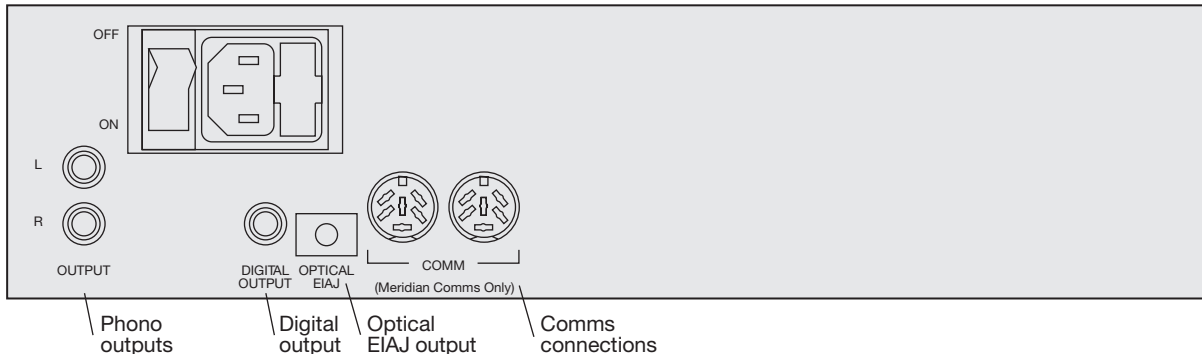 OFF
ON
L
R
OUTPUT
DIGITAL
OUTPUT
OPTICAL
EIAJ
COMM
(Meridian Comms Only)
Phono
outputs
Digital
output
Optical
EIAJ output
Comms
connections